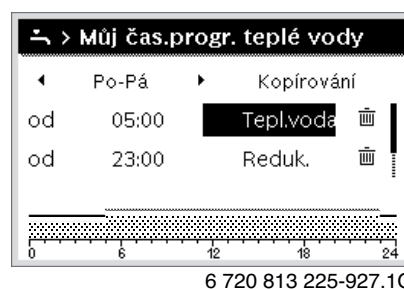 > Můj čas.progr. teplé vody
Po-Pá Kopírování
od 05:00 Tepl.voda
od 23:00 Reduk.
0 6 12 18 24
6 720 813 225-927.1O